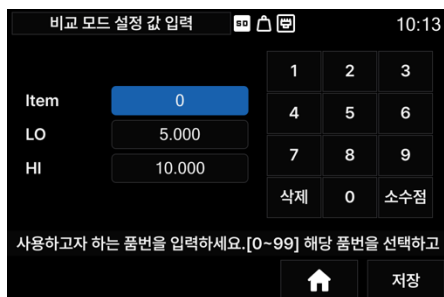 비교 모드 설정 값 입력 SD 10:13
1 2 3
Item 0
4 5 6
LO 5.000
7 8 9
HI 10.000
삭제 0 소수점
사용하고자 하는 품번을 입력하세요.[0~99] 해당 품번을 선택하고
저장